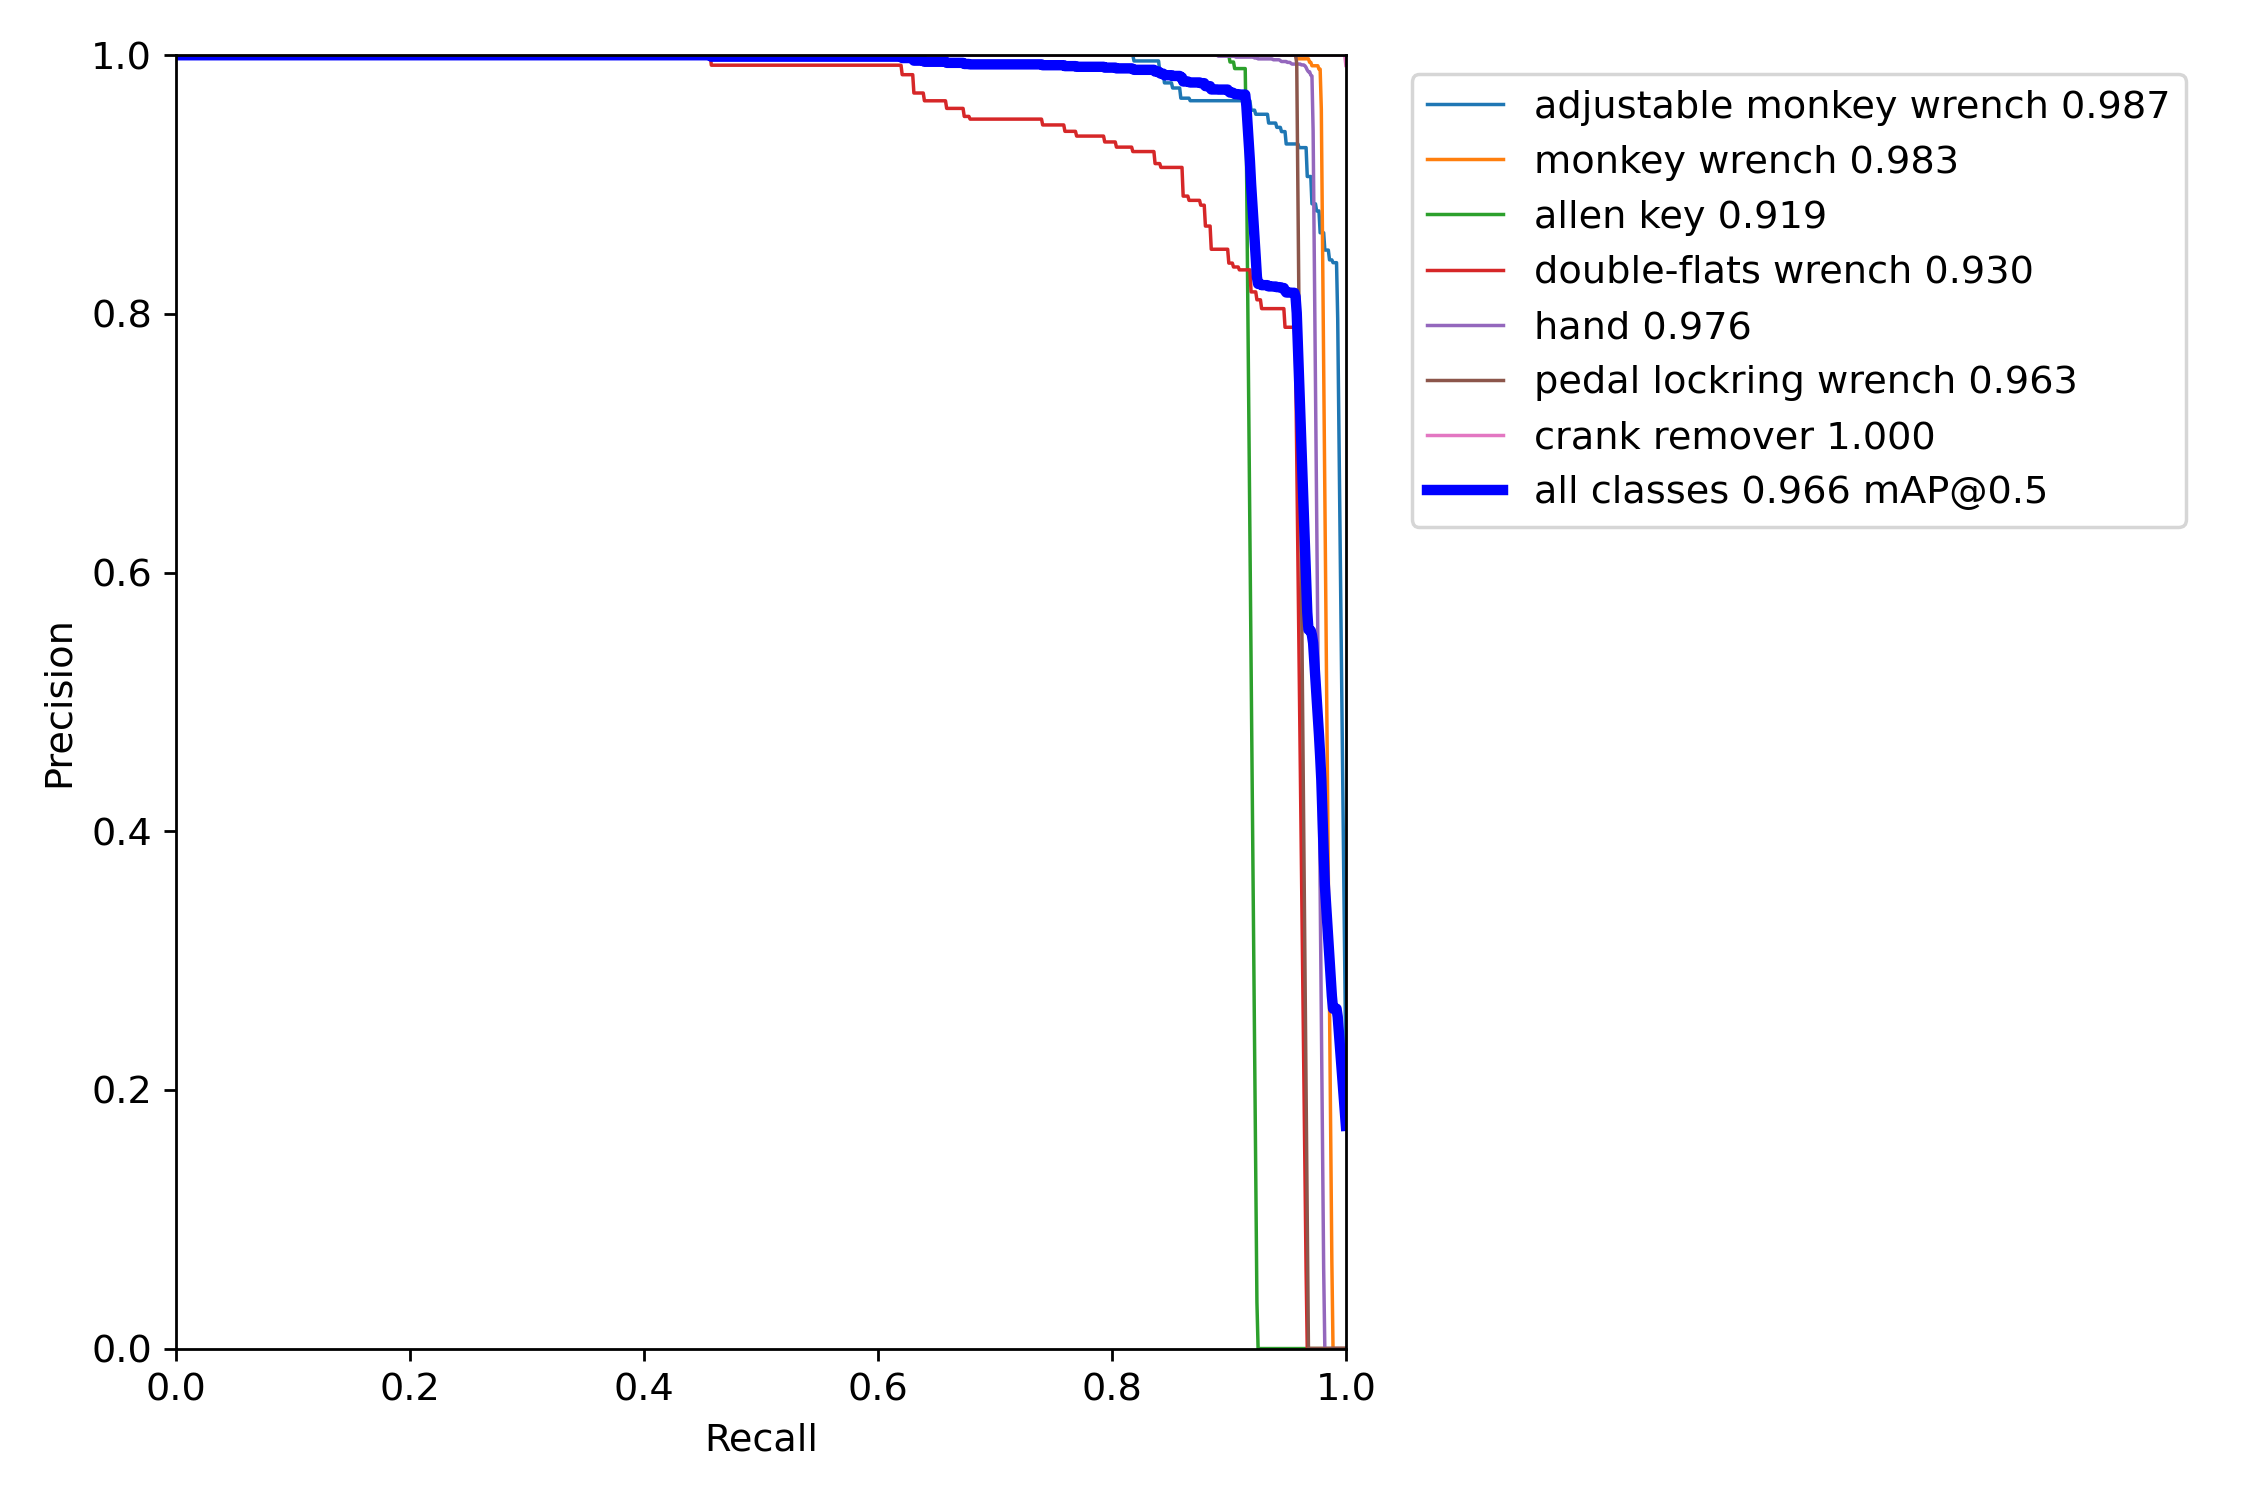 1.0
0.8
0.6
0.4
0.2
0.0
Precision
0.0 0.2 0.4 0.6 0.8 1.0
Recall
adjustable monkey wrench 0.987
monkey wrench 0.983
allen key 0.919
double-flats wrench 0.930
hand 0.976
pedal lockring wrench 0.963
crank remover 1.000
all classes 0.966 mAP@0.5